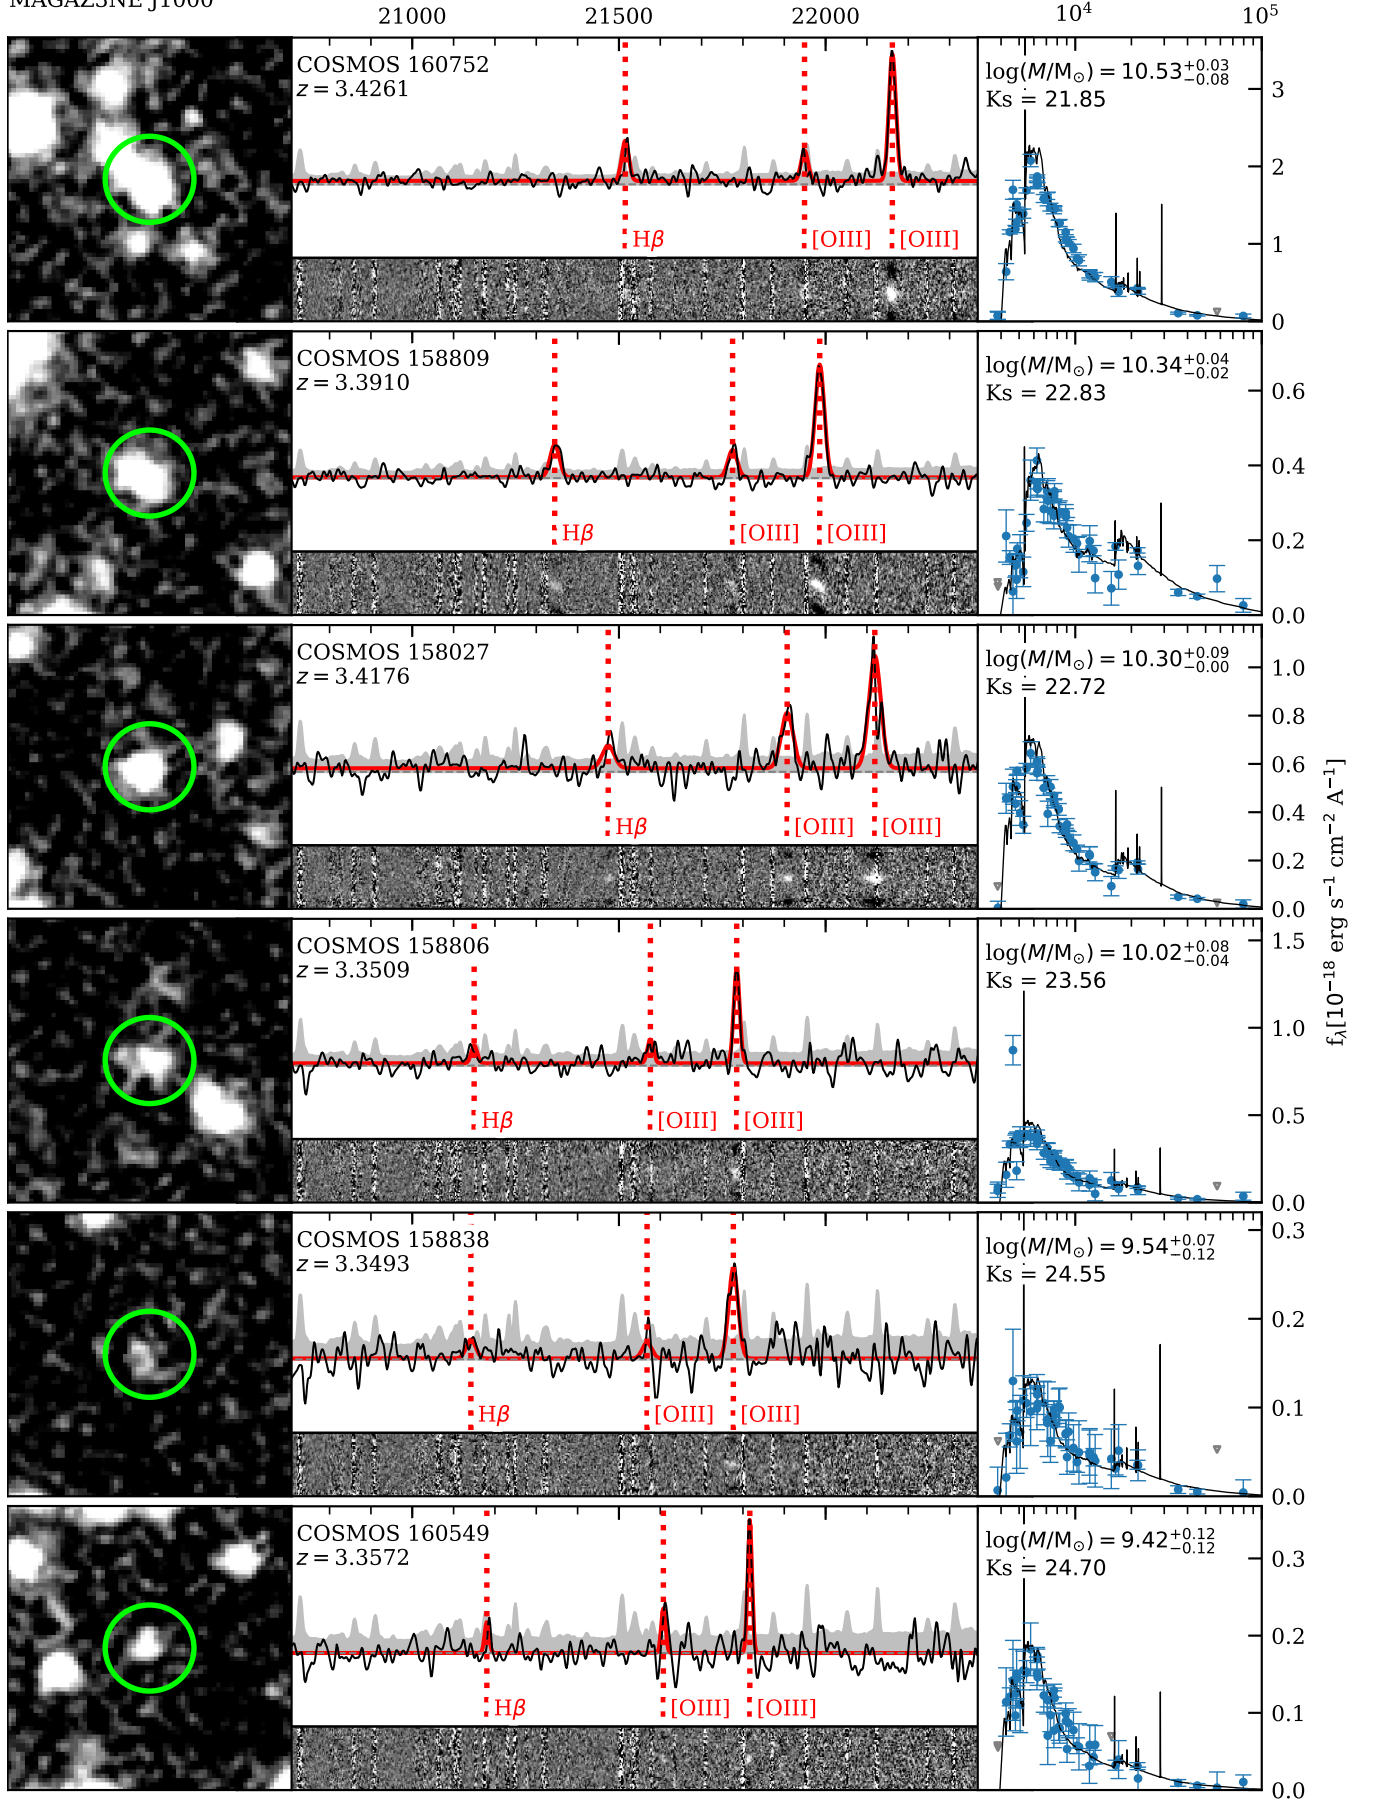 MAGAZ3NE J1000
21000 21500 22000 10⁴ 10⁵
COSMOS 160752
z = 3.4261
Hβ [OIII] [OIII]
log(M/M☉) = 10.53+0.03−0.08
Ks = 21.85
3
2
1
0
COSMOS 158809
z = 3.3910
Hβ [OIII] [OIII]
log(M/M☉) = 10.34+0.04−0.02
Ks = 22.83
0.6
0.4
0.2
0.0
COSMOS 158027
z = 3.4176
Hβ [OIII] [OIII]
log(M/M☉) = 10.30+0.09−0.00
Ks = 22.72
1.0
0.8
0.6
0.4
0.2
0.0
fλ[10⁻¹⁸ erg s⁻¹ cm⁻² A⁻¹]
COSMOS 158806
z = 3.3509
Hβ [OIII] [OIII]
log(M/M☉) = 10.02+0.08−0.04
Ks = 23.56
1.5
1.0
0.5
0.0
COSMOS 158838
z = 3.3493
Hβ [OIII] [OIII]
log(M/M☉) = 9.54+0.07−0.12
Ks = 24.55
0.3
0.2
0.1
0.0
COSMOS 160549
z = 3.3572
Hβ [OIII] [OIII]
log(M/M☉) = 9.42+0.12−0.12
Ks = 24.70
0.3
0.2
0.1
0.0